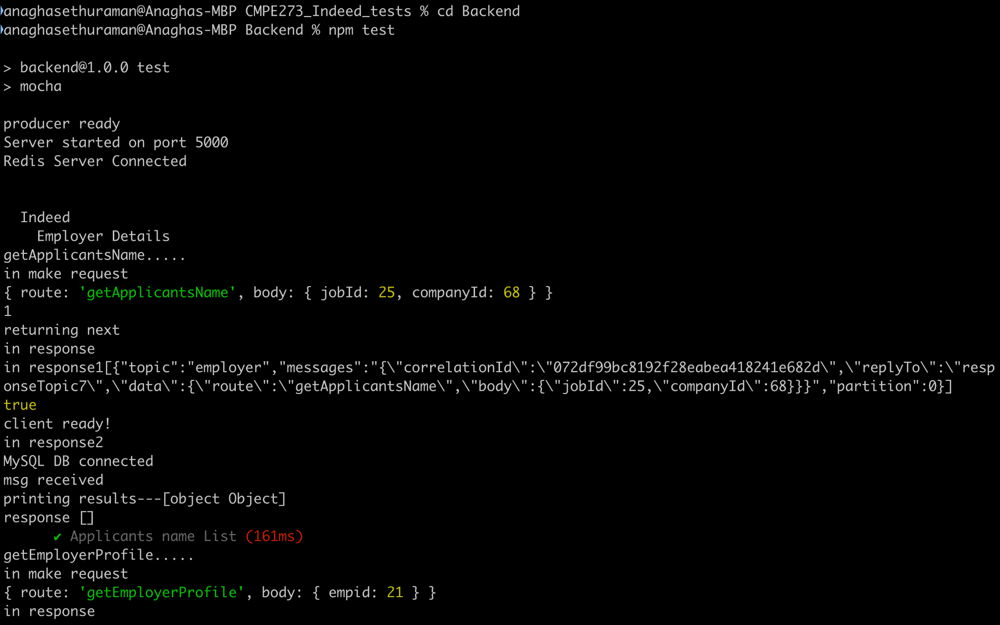 anaghasethuraman@Anaghas-MBP CMPE273_Indeed_tests % cd Backend
anaghasethuraman@Anaghas-MBP Backend % npm test
> backend@1.0.0 test
> mocha
producer ready
Server started on port 5000
Redis Server Connected
Indeed
Employer Details
getApplicantsName.....
in make request
{ route: 'getApplicantsName', body: { jobId: 25, companyId: 68 } }
1
returning next
in response
in response1[{"topic":"employer","messages":"{\"correlationId\":\"072df99bc8192f28eabea418241e682d\",\"replyTo\":\"resp
onseTopic7\",\"data\":{\"route\":\"getApplicantsName\",\"body\":{\"jobId\":25,\"companyId\":68}}}","partition":0}]
true
client ready!
in response2
MySQL DB connected
msg received
printing results---[object Object]
response []
✔ Applicants name List (161ms)
getEmployerProfile.....
in make request
{ route: 'getEmployerProfile', body: { empid: 21 } }
in response